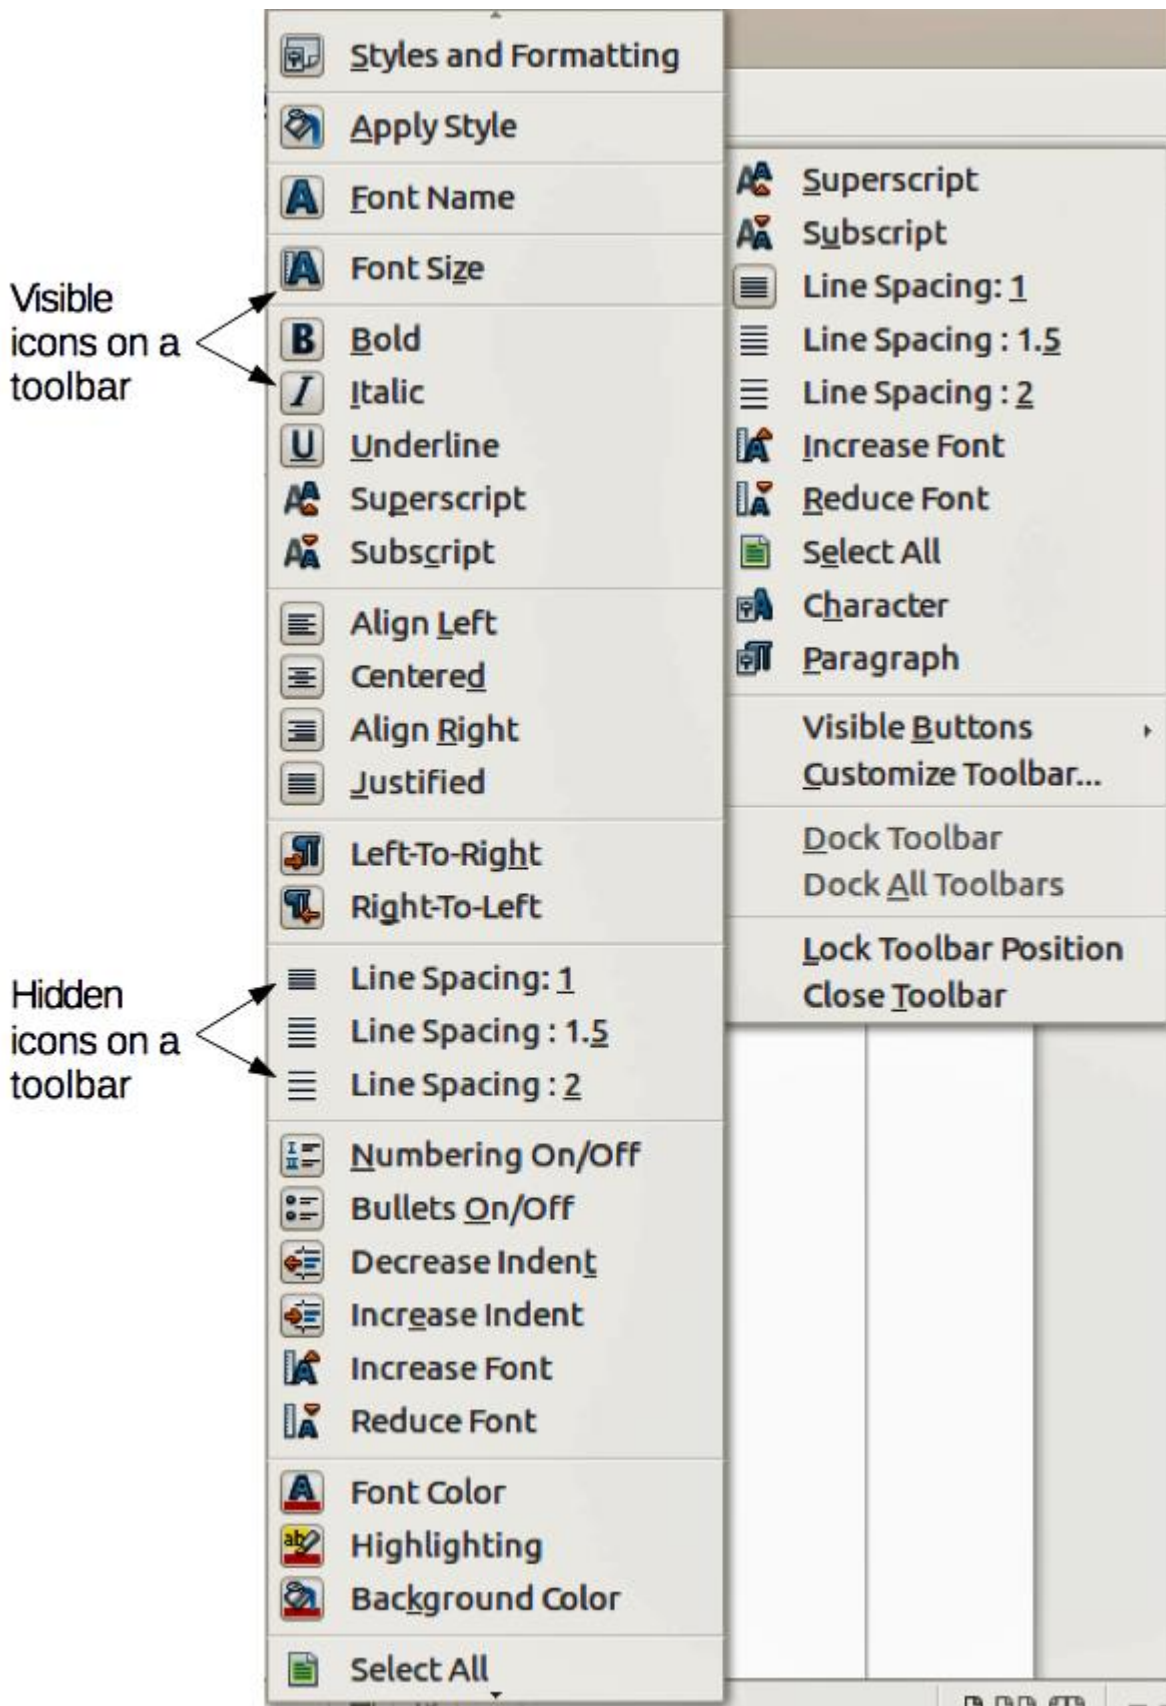 Visible
icons on a
toolbar
Hidden
icons on a
toolbar
Styles and Formatting
Apply Style
Font Name
Font Size
Bold
Italic
Underline
Superscript
Subscript
Align Left
Centered
Align Right
Justified
Left-To-Right
Right-To-Left
Line Spacing: 1
Line Spacing : 1.5
Line Spacing : 2
Numbering On/Off
Bullets On/Off
Decrease Indent
Increase Indent
Increase Font
Reduce Font
Font Color
Highlighting
Background Color
Select All
Superscript
Subscript
Line Spacing: 1
Line Spacing : 1.5
Line Spacing : 2
Increase Font
Reduce Font
Select All
Character
Paragraph
Visible Buttons
Customize Toolbar...
Dock Toolbar
Dock All Toolbars
Lock Toolbar Position
Close Toolbar